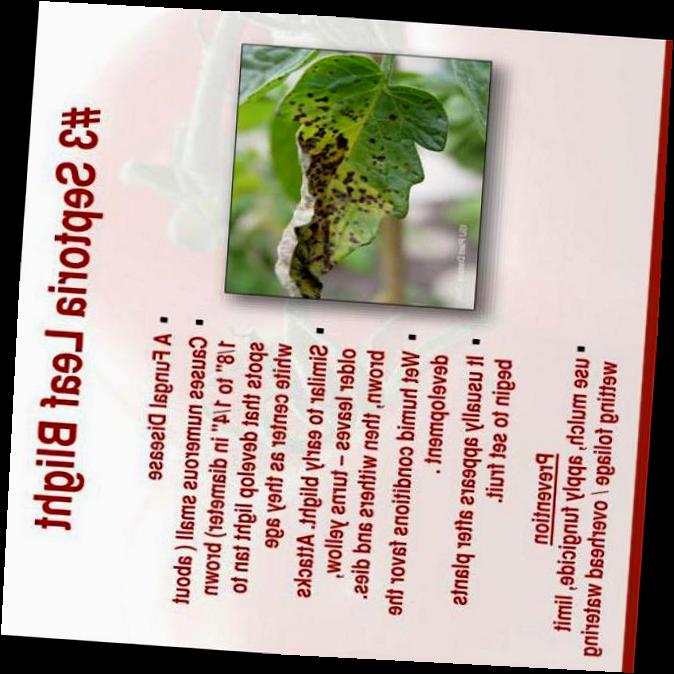 #3 Septoria Leaf Blight
▪ A Fungal Disease
▪ Causes numerous small ( about
1/8" to 1/4" in diameter) brown
spots that develop light tan to
white center as they age
▪ Similar to early blight. Attacks
older leaves – turns yellow,
brown, then withers and dies.
▪ Wet humid conditions favor the
development .
▪ It usually appears after plants
begin to set fruit.
Prevention
▪ use mulch, apply fungicide, limit
wetting foliage / overhead watering